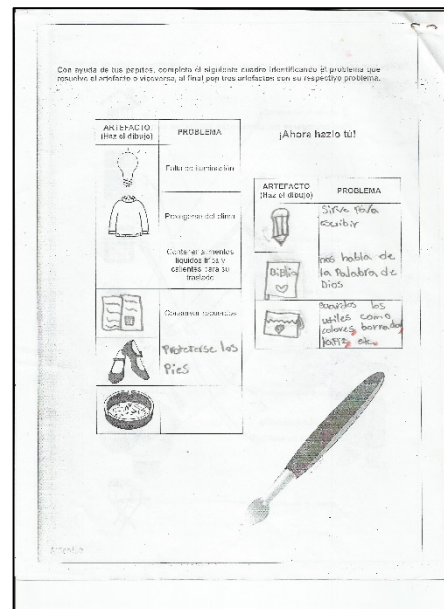 Con ayuda de tus papitos, completa el siguiente cuadro identificando el problema que
resuelve el artefacto o viceversa, al final pon tres artefactos con su respectivo problema.
ARTEFACTO
(Haz el dibujo)
PROBLEMA
Falta de iluminación
Protegerse del clima
Contener alimentos
líquidos fríos y
calientes para su
traslado
Conservar recuerdos
Protegerse los
Pies
¡Ahora hazlo tú!
ARTEFACTO
(Haz el dibujo)
PROBLEMA
Sirve para
escribir
Biblia
nos habla de
la Palabra de
Dios
los
utiles como
colores, borrador,
etc.